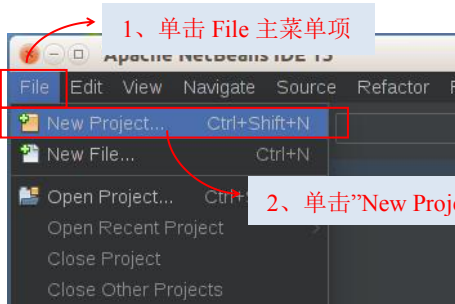 1、单击 File 主菜单项
Apache NetBeans IDE 13
File Edit View Navigate Source Refactor
New Project... Ctrl+Shift+N
New File... Ctrl+N
Open Project... Ctrl+S
2、单击”New Proje
Open Recent Project
Close Project
Close Other Projects